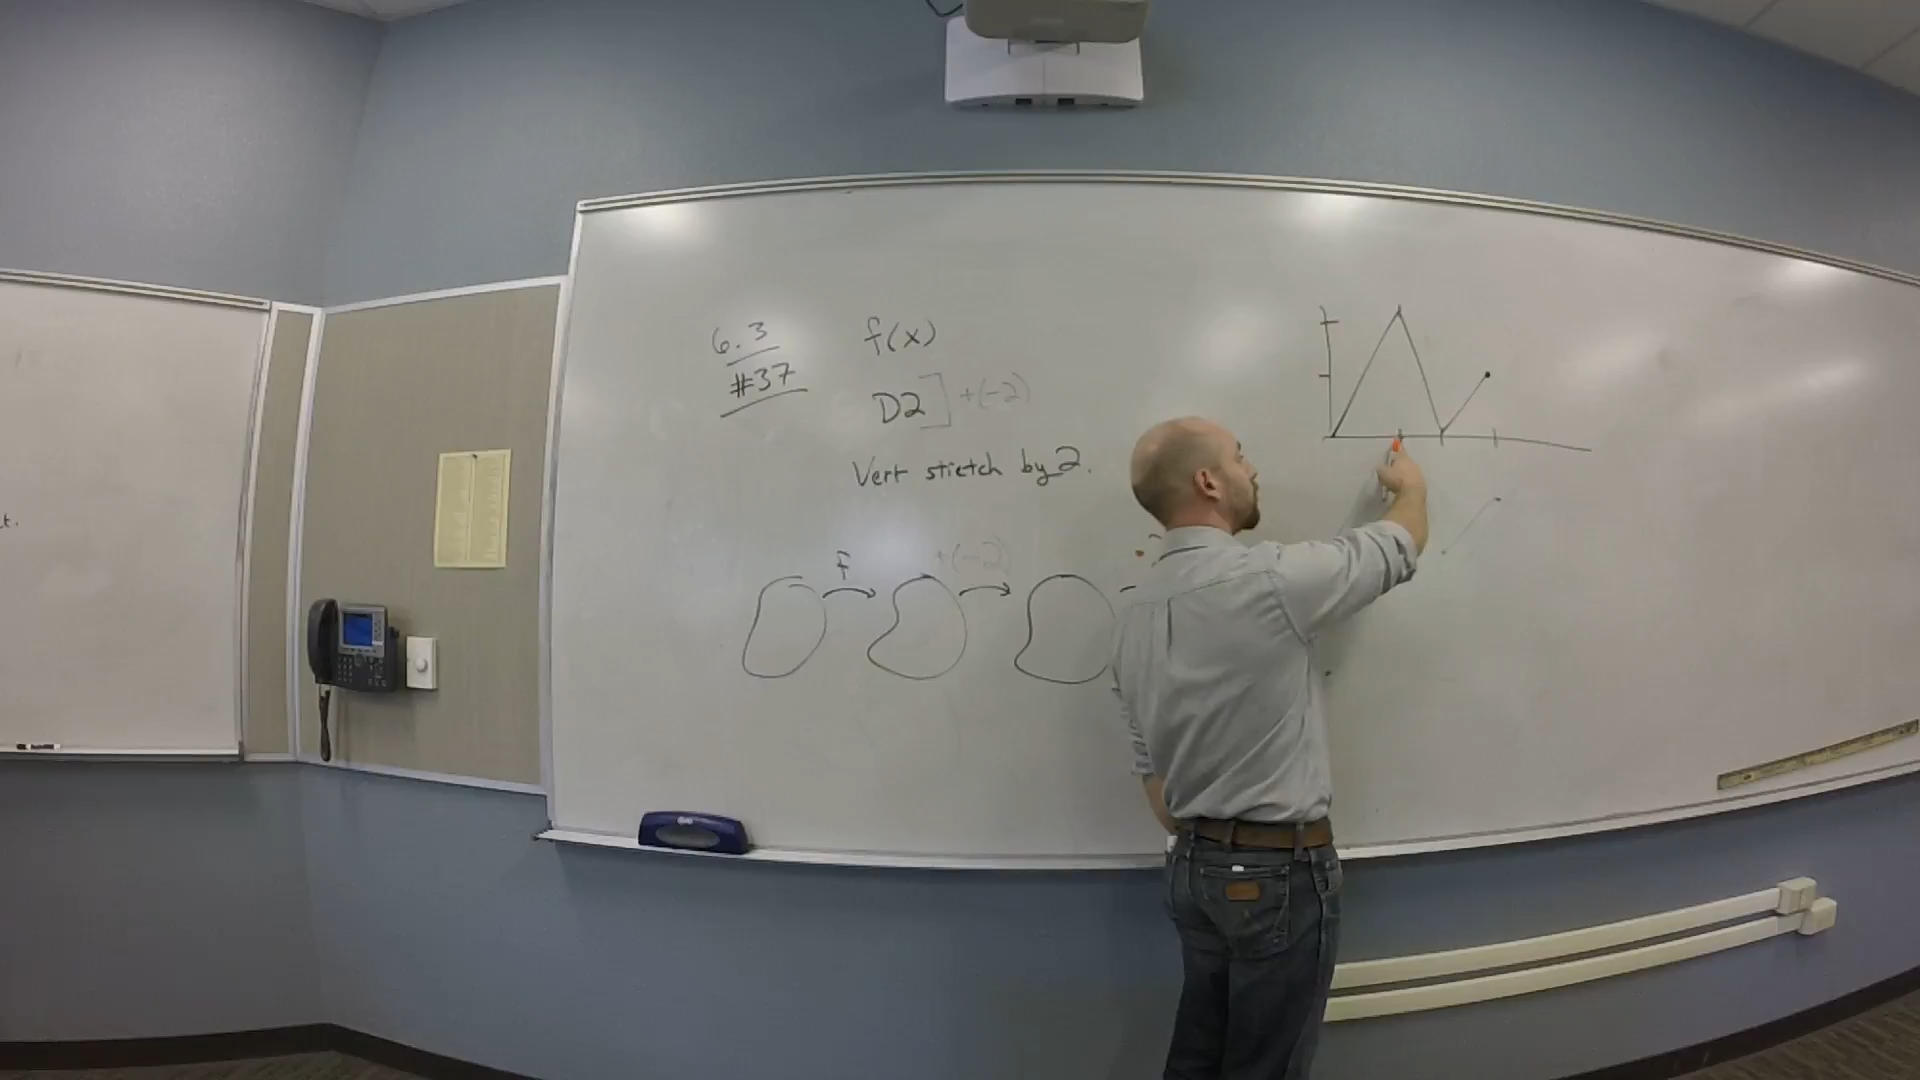 6.3
#37
f(x)
D2] +(-2)
Vert stretch by 2.
f
+(-2)
t.